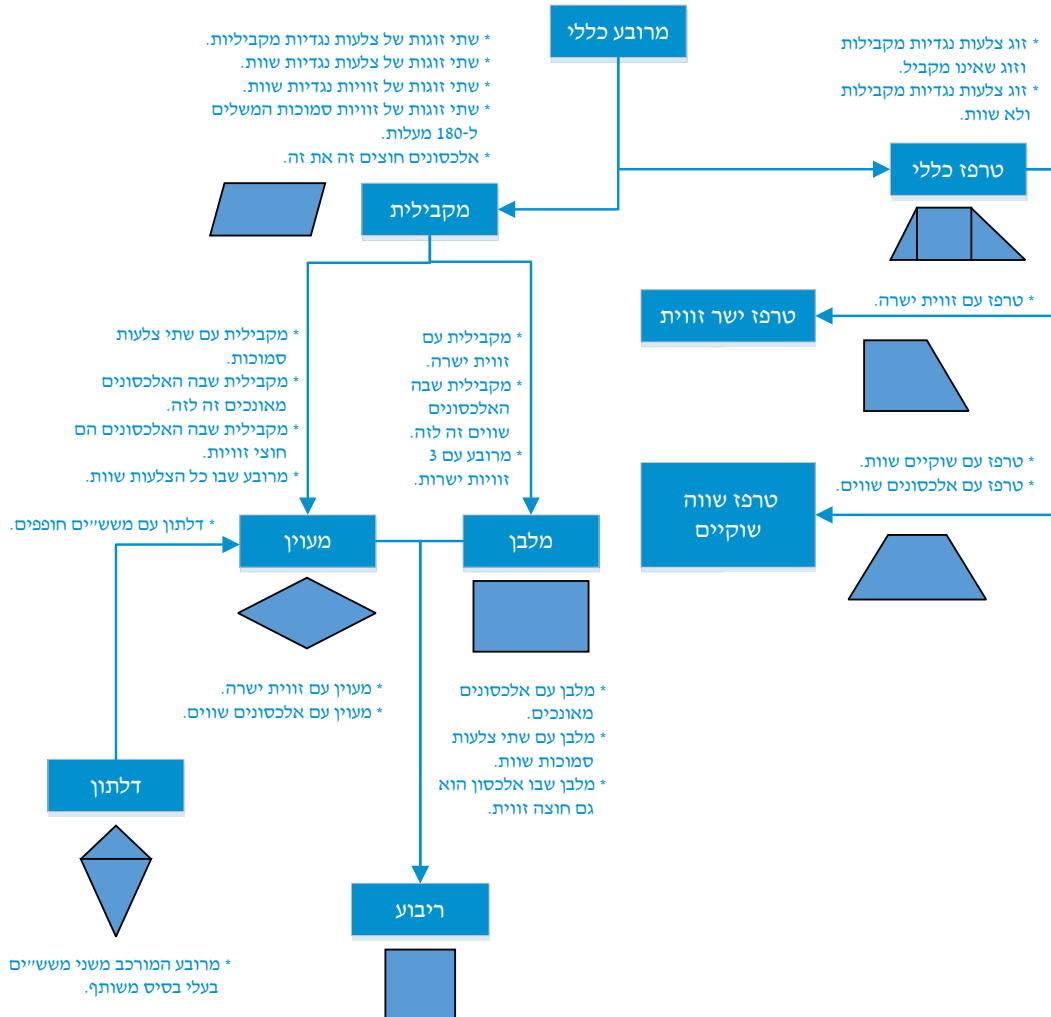 מרובע כללי
* זוג צלעות נגדיות מקבילות
וזוג שאינו מקביל.
* זוג צלעות נגדיות מקבילות
ולא שוות.
טרפז כללי
* שתי זוגות של צלעות נגדיות מקביליות.
* שתי זוגות של צלעות נגדיות שוות.
* שתי זוגות של זוויות נגדיות שוות.
* שתי זוגות של זוויות סמוכות המשלים
ל-180 מעלות.
* אלכסונים חוצים זה את זה.
מקבילית
* טרפז עם זווית ישרה.
טרפז ישר זווית
* מקבילית עם
זווית ישרה.
* מקבילית שבה
האלכסונים
שווים זה לזה.
* מרובע עם 3
זוויות ישרות.
* מקבילית עם שתי צלעות
סמוכות.
* מקבילית שבה האלכסונים
מאונכים זה לזה.
* מקבילית שבה האלכסונים הם
חוצי זוויות.
* מרובע שבו כל הצלעות שוות.
* טרפז עם שוקיים שוות.
* טרפז עם אלכסונים שווים.
טרפז שווה
שוקיים
מלבן
מעוין
* דלתון עם משש״ים חופפים.
* מלבן עם אלכסונים
מאונכים.
* מלבן עם שתי צלעות
סמוכות שוות.
* מלבן שבו אלכסון הוא
גם חוצה זווית.
* מעוין עם זווית ישרה.
* מעוין עם אלכסונים שווים.
דלתון
ריבוע
* מרובע המורכב משני משש״ים
בעלי בסיס משותף.